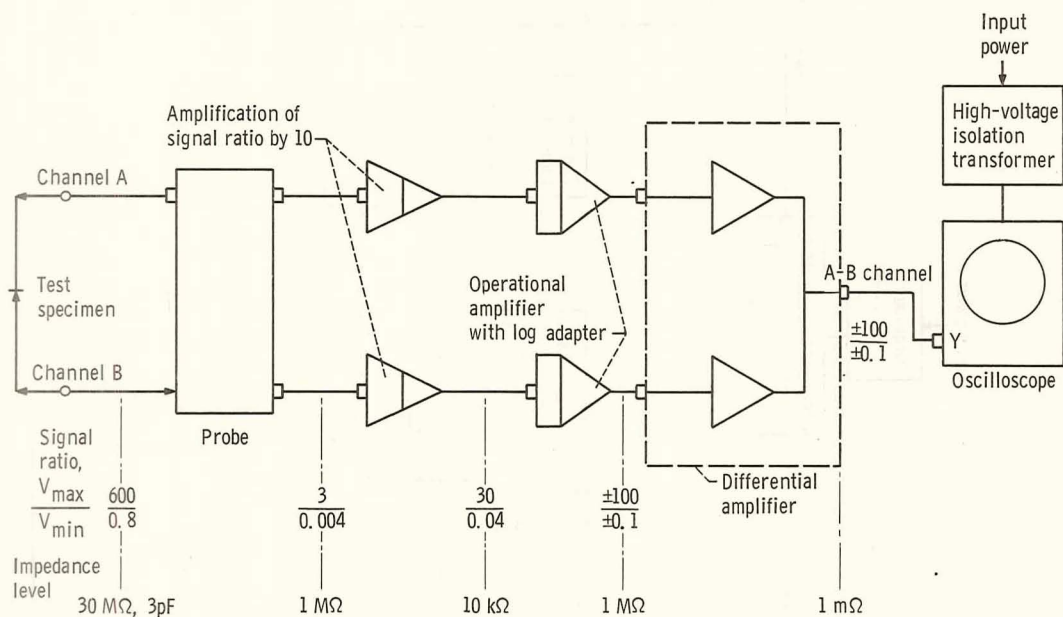 Input
power
High-voltage
isolation
transformer
Amplification of
signal ratio by 10
Channel A
Test
specimen
Channel B
Probe
Operational
amplifier
with log adapter
A-B channel
±100
±0.1
Y
Oscilloscope
Differential
amplifier
Signal
ratio,
V max
V min
600
0.8
3
0.004
30
0.04
±100
±0.1
Impedance
level
30 MΩ, 3pF
1 MΩ
10 kΩ
1 MΩ
1 mΩ